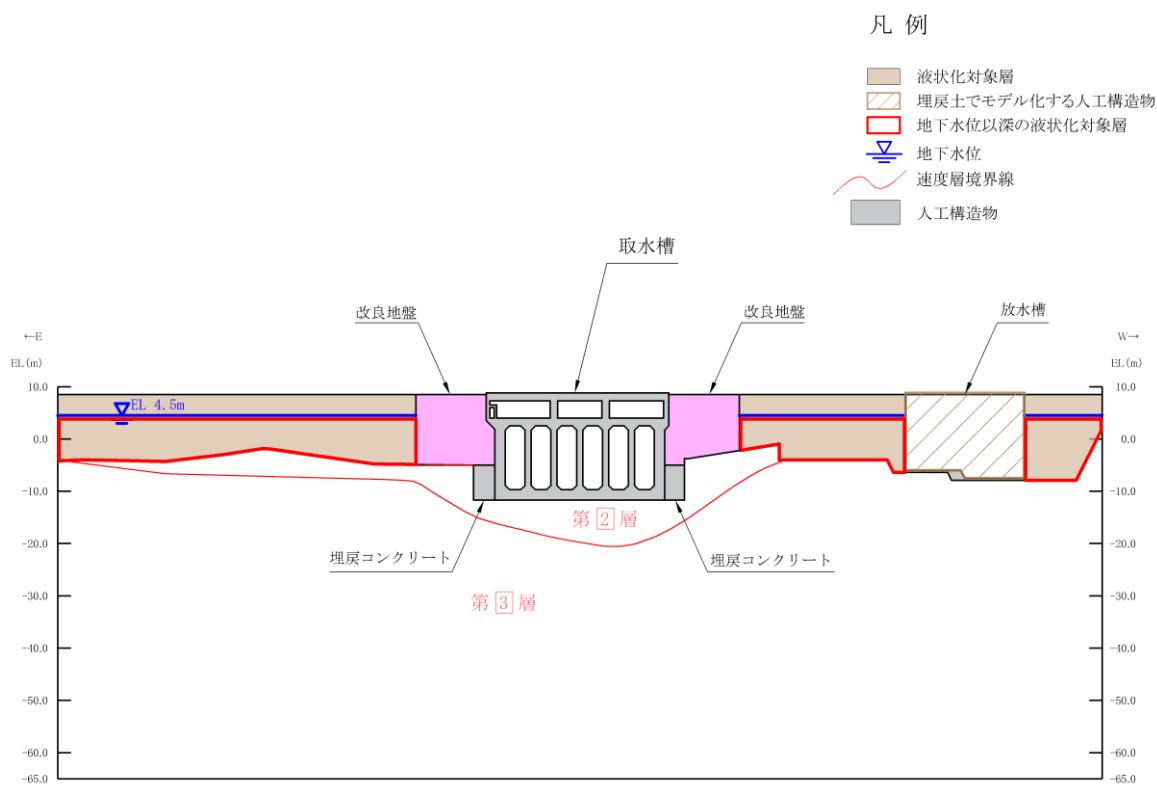 凡 例
液状化対象層
埋戻土でモデル化する人工構造物
地下水位以深の液状化対象層
地下水位
速度層境界線
人工構造物
取水槽
改良地盤
改良地盤
放水槽
←E
W→
EL(m)
EL(m)
10.0
10.0
EL 4.5m
0.0
0.0
-10.0
-10.0
第2層
-20.0
-20.0
埋戻コンクリート
埋戻コンクリート
-30.0
-30.0
第3層
-40.0
-40.0
-50.0
-50.0
-60.0
-60.0
-65.0
-65.0